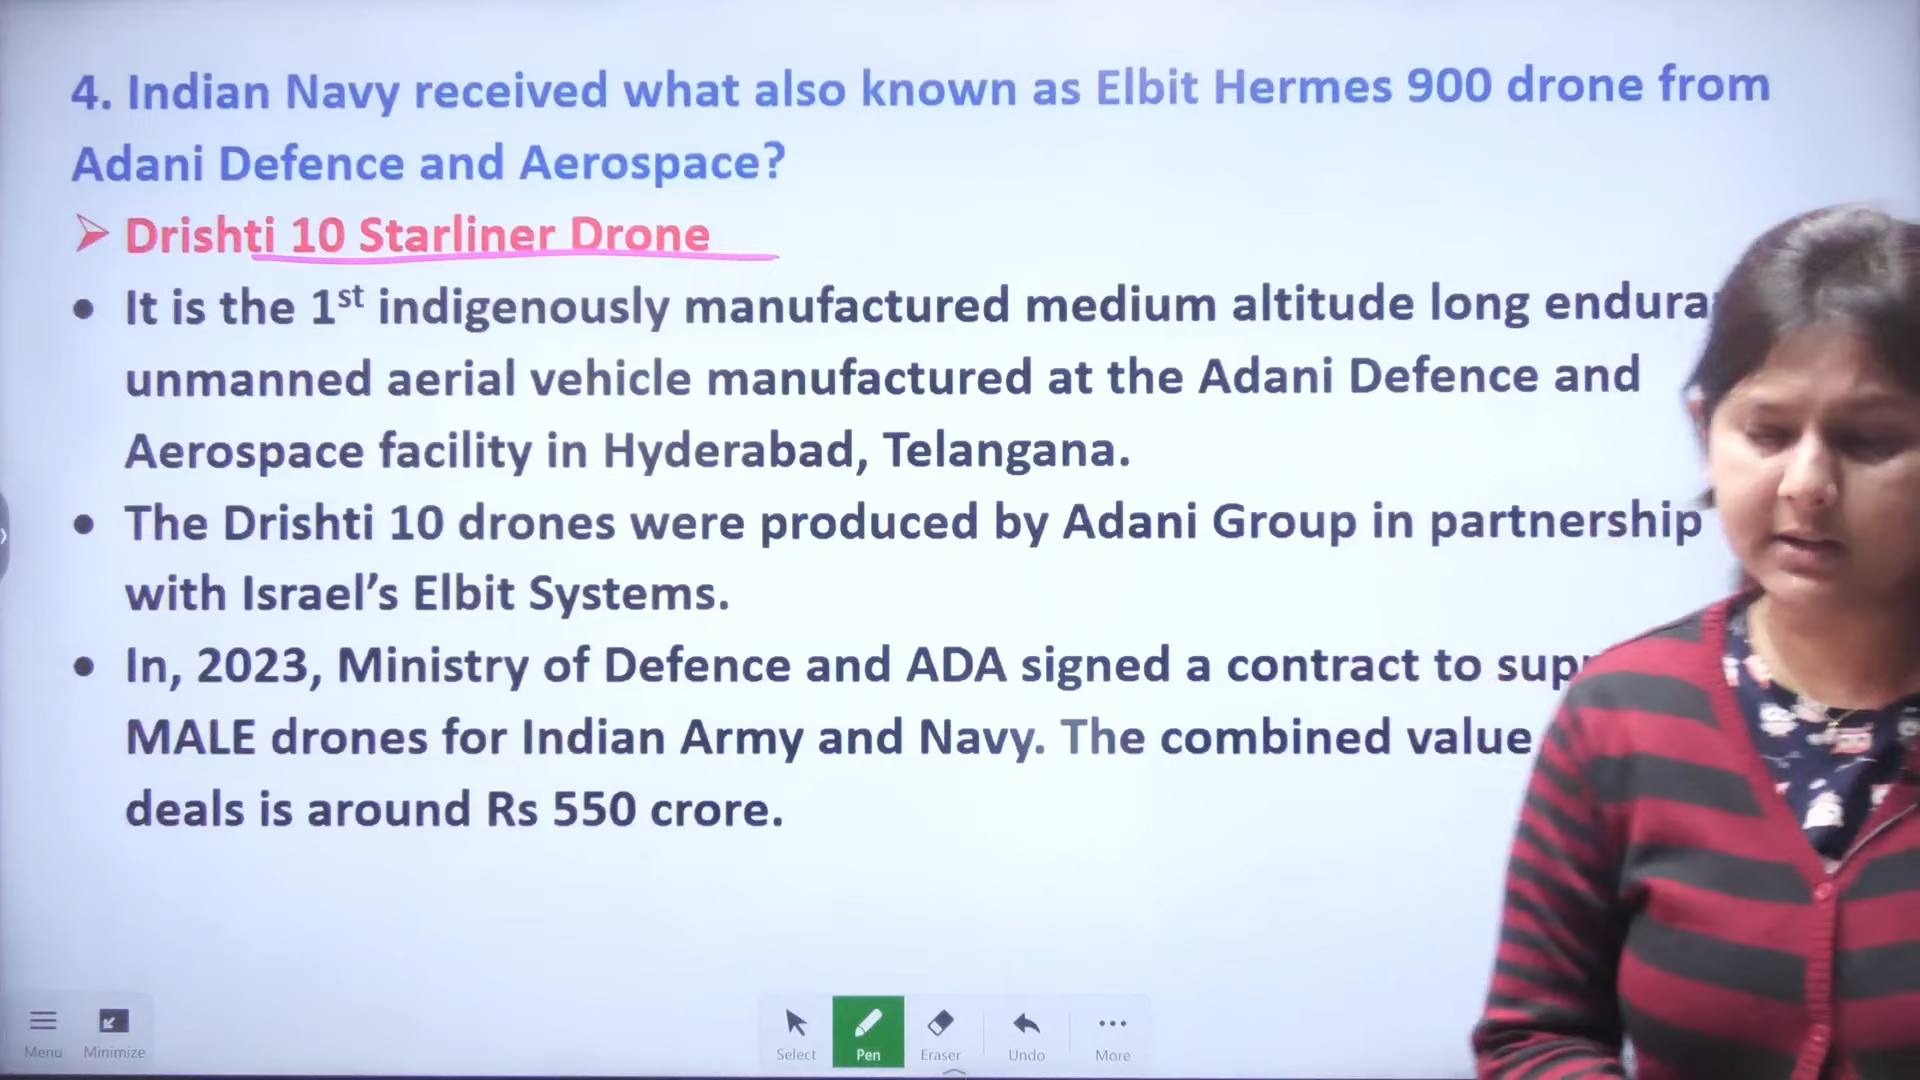 4. Indian Navy received what also known as Elbit Hermes 900 drone from
Adani Defence and Aerospace?
➢ Drishti 10 Starliner Drone
• It is the 1st indigenously manufactured medium altitude long
unmanned aerial vehicle manufactured at the Adani Defence and
Aerospace facility in Hyderabad, Telangana.
• The Drishti 10 drones were produced by Adani Group in partnership
with Israel's Elbit Systems.
• In, 2023, Ministry of Defence and ADA signed a contract to
MALE drones for Indian Army and Navy. The combined value
deals is around Rs 550 crore.
Menu Minimize Select Pen Eraser Undo More